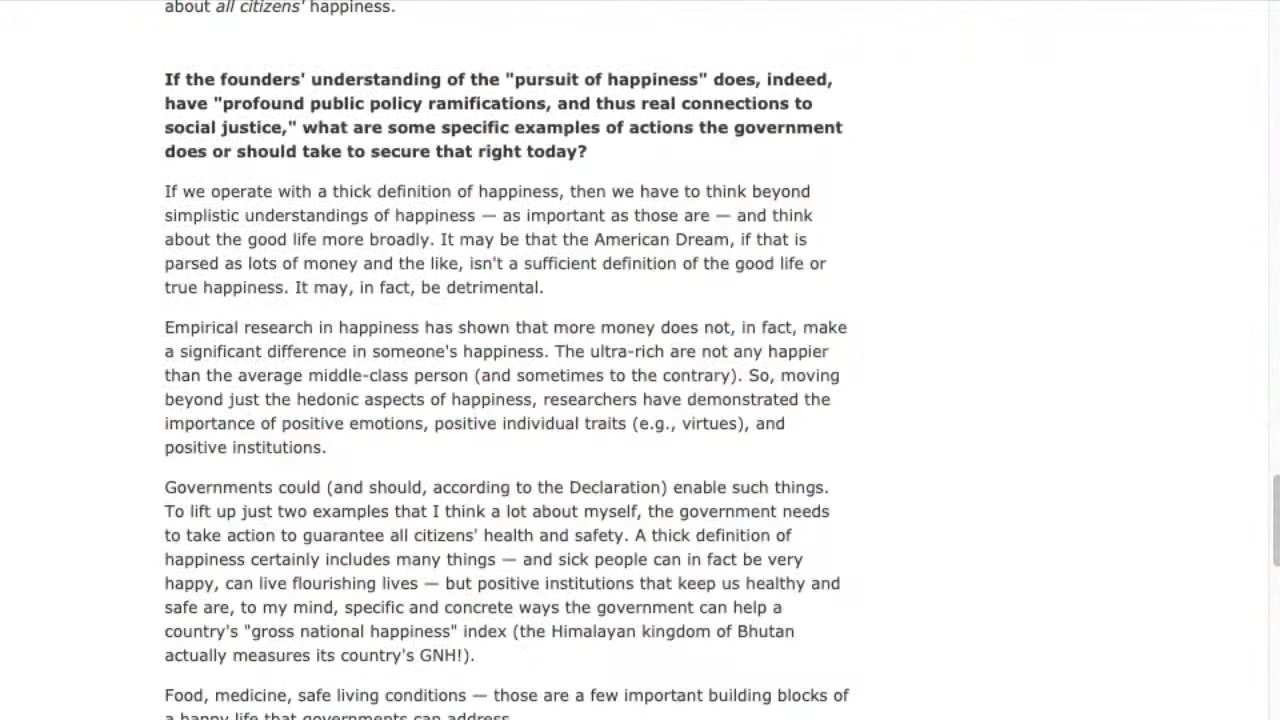 about all citizens' happiness.
If the founders' understanding of the "pursuit of happiness" does, indeed,
have "profound public policy ramifications, and thus real connections to
social justice," what are some specific examples of actions the government
does or should take to secure that right today?
If we operate with a thick definition of happiness, then we have to think beyond
simplistic understandings of happiness — as important as those are — and think
about the good life more broadly. It may be that the American Dream, if that is
parsed as lots of money and the like, isn't a sufficient definition of the good life or
true happiness. It may, in fact, be detrimental.
Empirical research in happiness has shown that more money does not, in fact, make
a significant difference in someone's happiness. The ultra-rich are not any happier
than the average middle-class person (and sometimes to the contrary). So, moving
beyond just the hedonic aspects of happiness, researchers have demonstrated the
importance of positive emotions, positive individual traits (e.g., virtues), and
positive institutions.
Governments could (and should, according to the Declaration) enable such things.
To lift up just two examples that I think a lot about myself, the government needs
to take action to guarantee all citizens' health and safety. A thick definition of
happiness certainly includes many things — and sick people can in fact be very
happy, can live flourishing lives — but positive institutions that keep us healthy and
safe are, to my mind, specific and concrete ways the government can help a
country's "gross national happiness" index (the Himalayan kingdom of Bhutan
actually measures its country's GNH!).
Food, medicine, safe living conditions — those are a few important building blocks of
a happy life that governments can address.